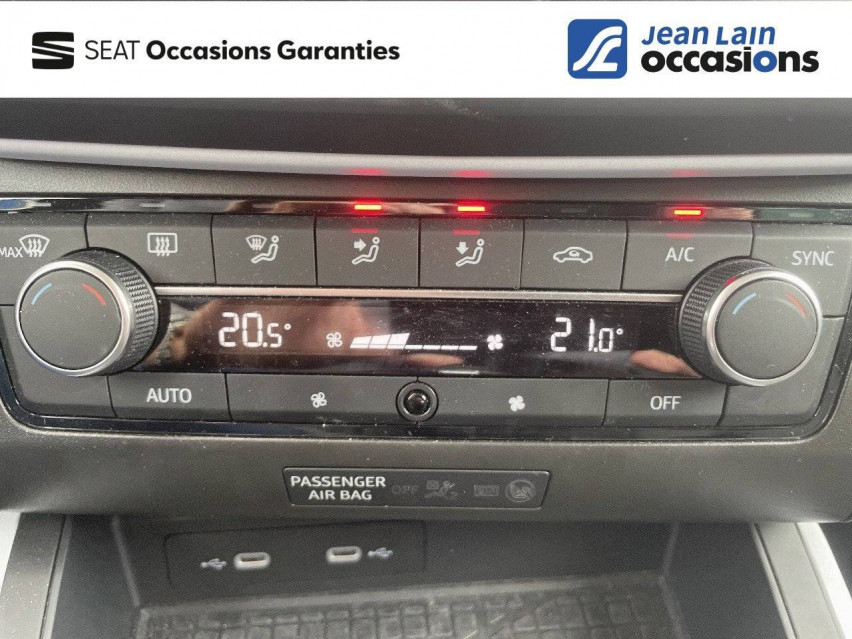 SEAT Occasions Garanties
Jean Lain
occasions
MAX
A/C
SYNC
20.5°
21.0°
AUTO
OFF
PASSENGER
AIR BAG
OFF